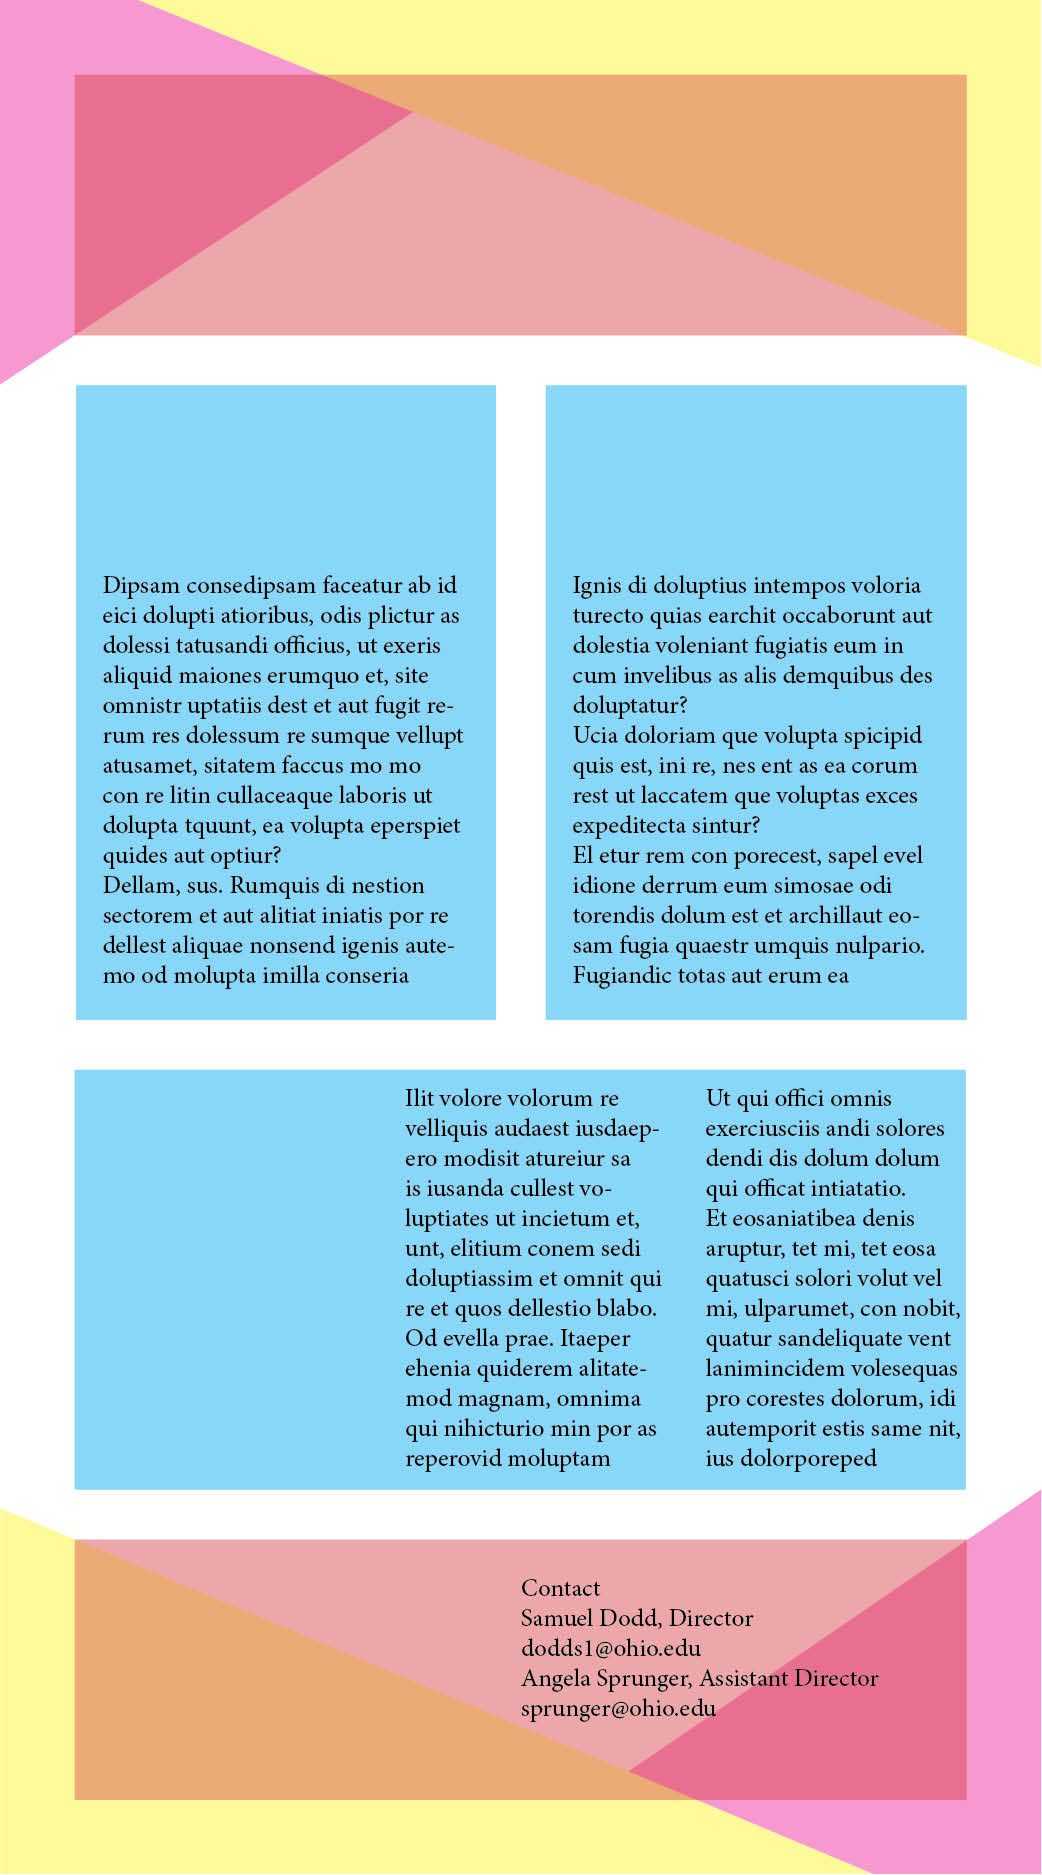 Dipsam consedipsam faceatur ab id
eici dolupti atioribus, odis plictur as
dolessi tatusandi officius, ut exeris
aliquid maiones erumquo et, site
omnistr uptatiis dest et aut fugit re-
rum res dolessum re sumque vellupt
atusamet, sitatem faccus mo mo
con re litin cullaceaque laboris ut
dolupta tquunt, ea volupta eperspiet
quides aut optiur?
Dellam, sus. Rumquis di nestion
sectorem et aut alitiat iniatis por re
dellest aliquae nonsend igenis aute-
mo od molupta imilla conseria
Ignis di doluptius intempos voloria
turecto quias earchit occaborunt aut
dolestia voleniant fugiatis eum in
cum invelibus as alis demquibus des
doluptatur?
Ucia doloriam que volupta spicipid
quis est, ini re, nes ent as ea corum
rest ut laccatem que voluptas exces
expeditecta sintur?
El etur rem con porecest, sapel evel
idione derrum eum simosae odi
torendis dolum est et archillaut eo-
sam fugia quaestr umquis nulpario.
Fugiandic totas aut erum ea
Ilit volore volorum re
velliquis audaest iusdaep-
ero modisit atureiur sa
is iusanda cullest vo-
luptiates ut incietum et,
unt, elitium conem sedi
doluptiassim et omnit qui
re et quos dellestio blabo.
Od evella prae. Itaeper
ehenia quiderem alitate-
mod magnam, omnima
qui nihicturio min por as
reperovid moluptam
Ut qui offici omnis
exerciusciis andi solores
dendi dis dolum dolum
qui officat intiatatio.
Et eosaniatibea denis
aruptur, tet mi, tet eosa
quatusci solori volut vel
mi, ulparumet, con nobit,
quatur sandeliquate vent
lanimincidem volesequas
pro corestes dolorum, idi
autemporit estis same nit,
ius dolorporeped
Contact
Samuel Dodd, Director
dodds1@ohio.edu
Angela Sprunger, Assistant Director
sprunger@ohio.edu